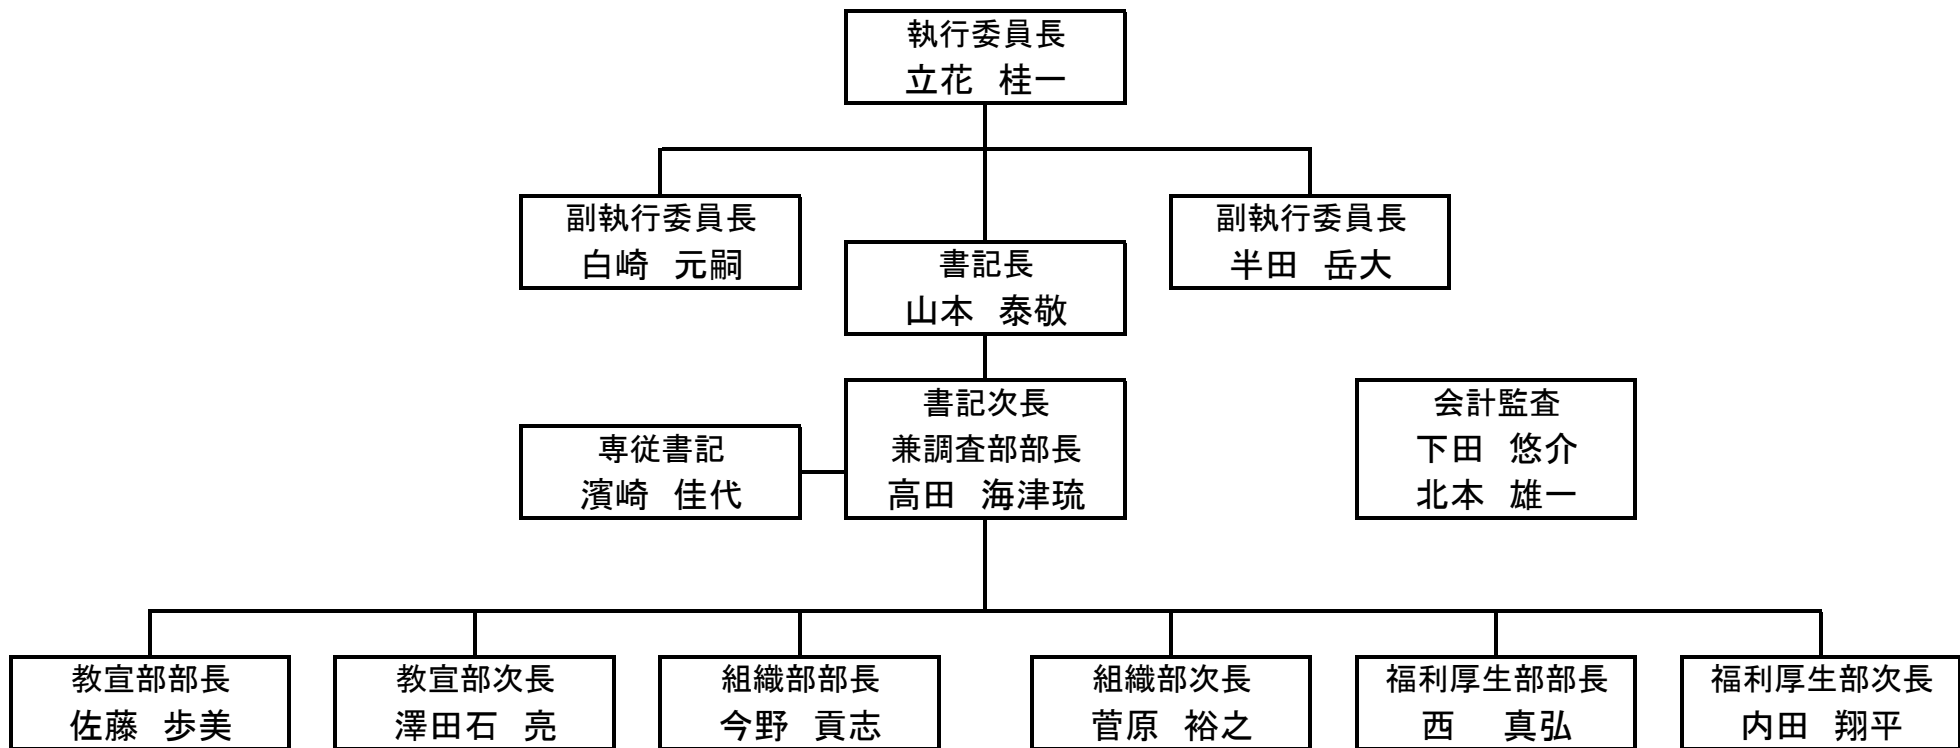 執行委員長
立花 桂一
副執行委員長
白崎 元嗣
副執行委員長
半田 岳大
書記長
山本 泰敬
書記次長
兼調査部部長
高田 海津琉
専従書記
濱崎 佳代
会計監査
下田 悠介
北本 雄一
教宣部部長
佐藤 歩美
教宣部次長
澤田石 亮
組織部部長
今野 貢志
組織部次長
菅原 裕之
福利厚生部部長
西 真弘
福利厚生部次長
内田 翔平